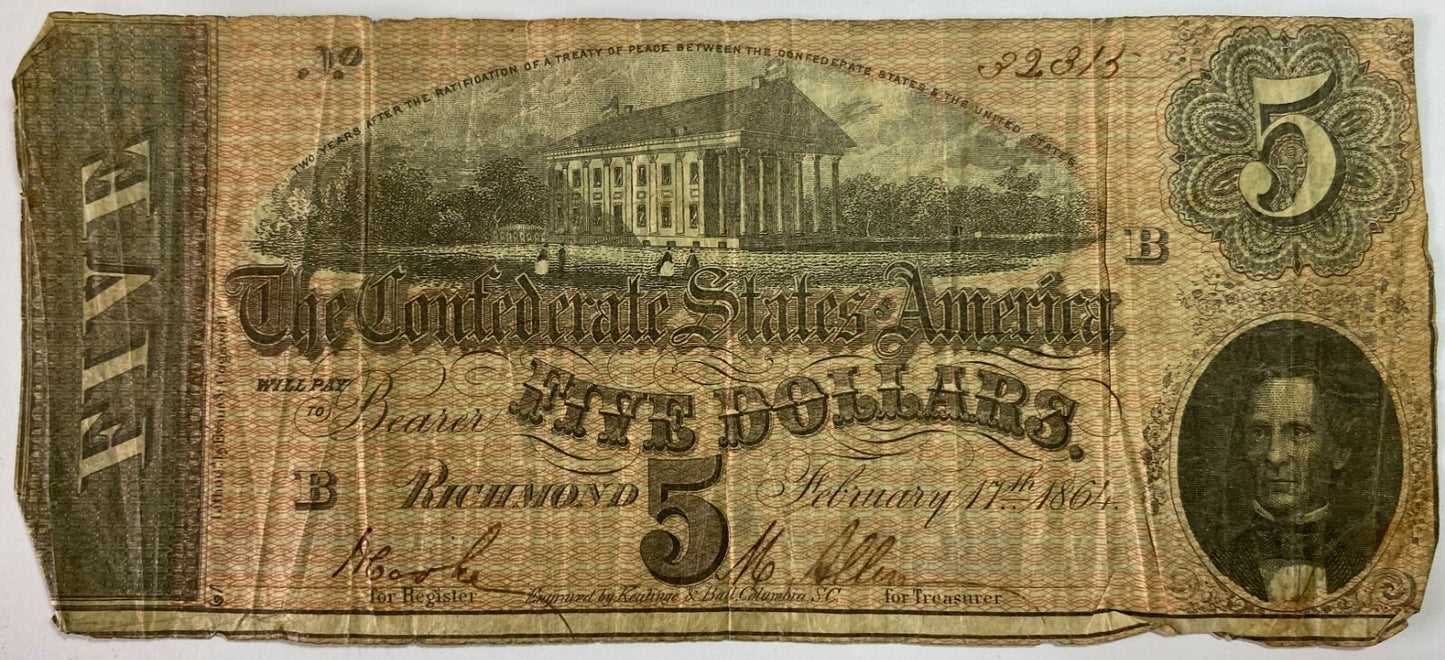 No.
32315
TWO YEARS AFTER THE RATIFICATION OF A TREATY OF PEACE BETWEEN THE CONFEDERATE STATES & THE UNITED STATES
5
FIVE
B
The Confederate States of America
WILL PAY
TO Bearer FIVE DOLLARS.
B RICHMOND 5 February 17th, 1864.
for Register
Engraved by Keatinge & Ball, Columbia, S.C.
for Treasurer